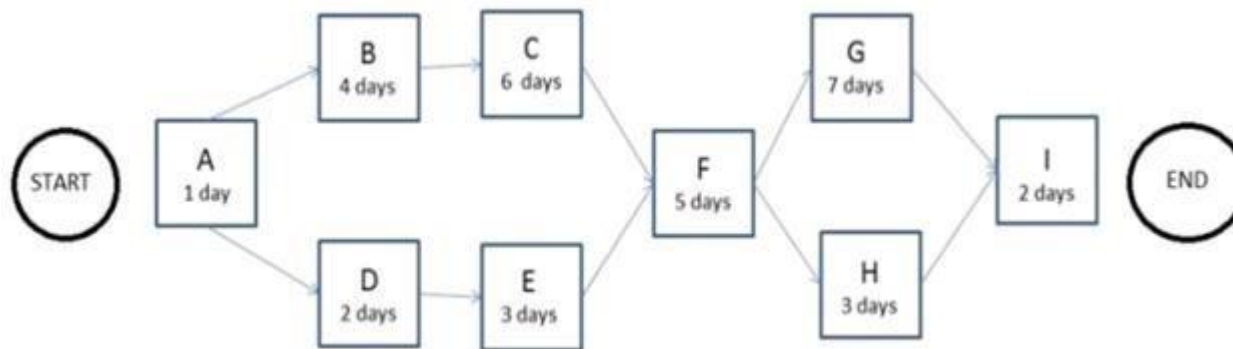 START
A
1 day
B
4 days
C
6 days
D
2 days
E
3 days
F
5 days
G
7 days
H
3 days
I
2 days
END